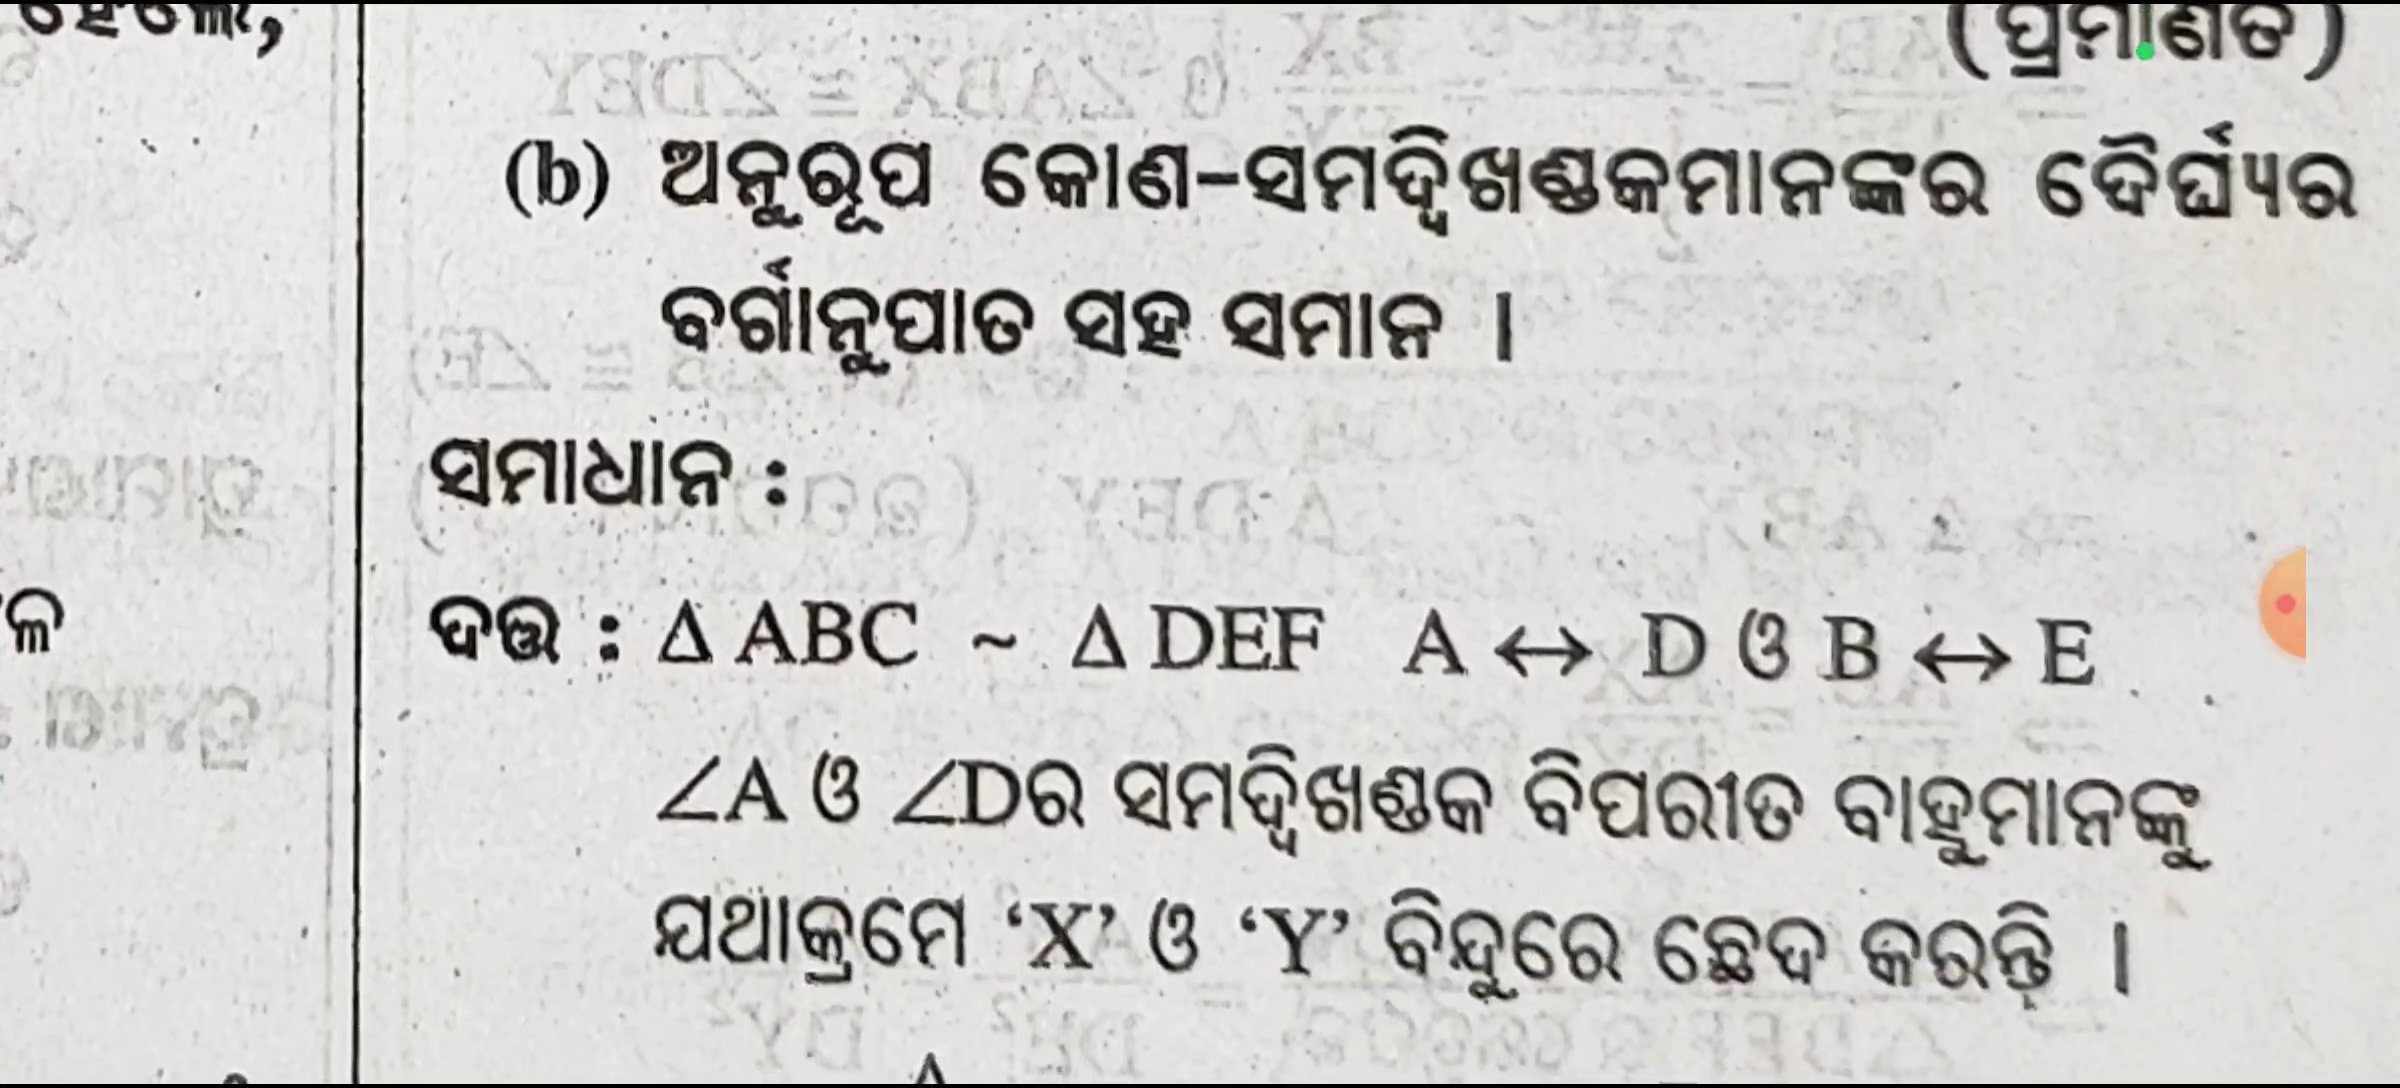 (ପ୍ରମାଣିତ)
(b) ଅନୁରୂପ କୋଣ-ସମଦ୍ୱିଖଣ୍ଡକମାନଙ୍କର ଦୈର୍ଘ୍ୟର
ବର୍ଗାନୁପାତ ସହ ସମାନ ।
ସମାଧାନ :
ଦତ୍ତ : Δ ABC ~ Δ DEF A ↔ D ଓ B ↔ E
∠A ଓ ∠Dର ସମଦ୍ୱିଖଣ୍ଡକ ବିପରୀତ ବାହୁମାନଙ୍କୁ
ଯଥାକ୍ରମେ ‘X’ ଓ ‘Y’ ବିନ୍ଦୁରେ ଛେଦ କରନ୍ତି ।